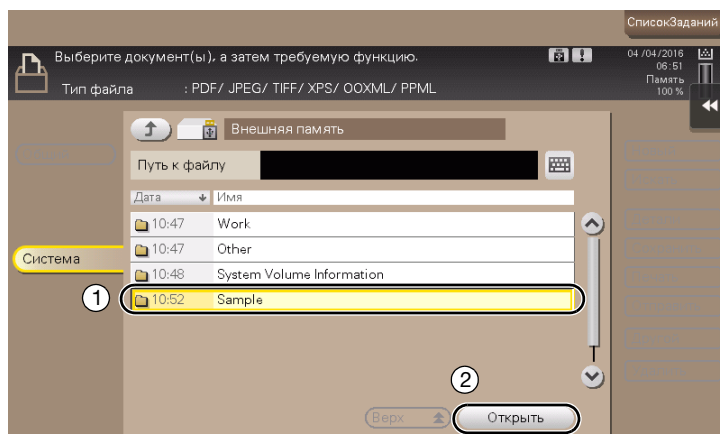 СписокЗаданий
Выберите документ(ы), а затем требуемую функцию.
04/04/2016
06:51
Память
100 %
Тип файла : PDF/ JPEG/ TIFF/ XPS/ OOXML/ PPML
Внешняя память
Путь к файлу
Дата Имя
10:47 Work
10:47 Other
Система
10:48 System Volume Information
1
10:52 Sample
2
Верх Открыть